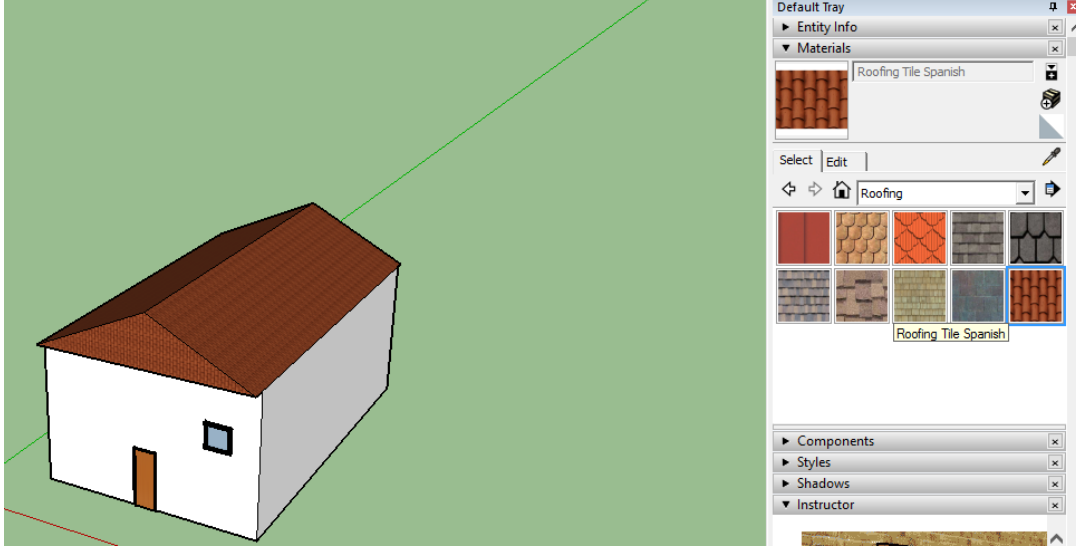 Default Tray
Entity Info
Materials
Roofing Tile Spanish
Select Edit
Roofing
Roofing Tile Spanish
Components
Styles
Shadows
Instructor